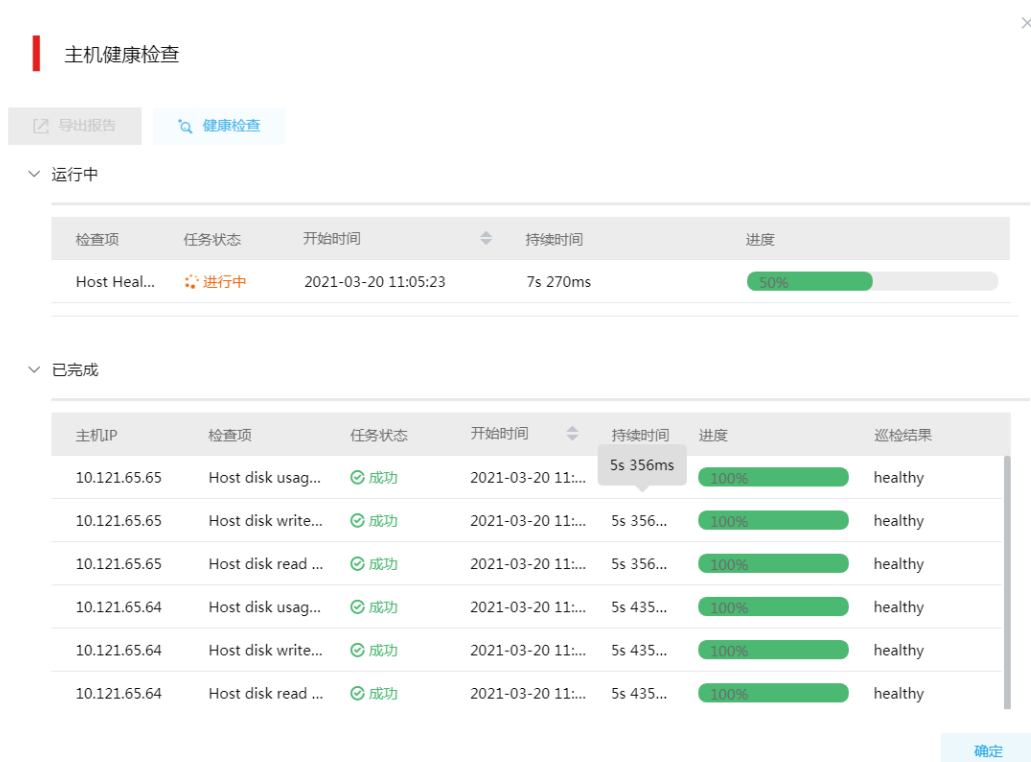 主机健康检查
导出报告 健康检查
运行中
检查项 任务状态 开始时间 持续时间 进度
Host Heal... 进行中 2021-03-20 11:05:23 7s 270ms 50%
已完成
主机IP 检查项 任务状态 开始时间 持续时间 进度 巡检结果
5s 356ms
10.121.65.65 Host disk usag... 成功 2021-03-20 11:... 100% healthy
10.121.65.65 Host disk write... 成功 2021-03-20 11:... 5s 356... 100% healthy
10.121.65.65 Host disk read ... 成功 2021-03-20 11:... 5s 356... 100% healthy
10.121.65.64 Host disk usag... 成功 2021-03-20 11:... 5s 435... 100% healthy
10.121.65.64 Host disk write... 成功 2021-03-20 11:... 5s 435... 100% healthy
10.121.65.64 Host disk read ... 成功 2021-03-20 11:... 5s 435... 100% healthy
确定